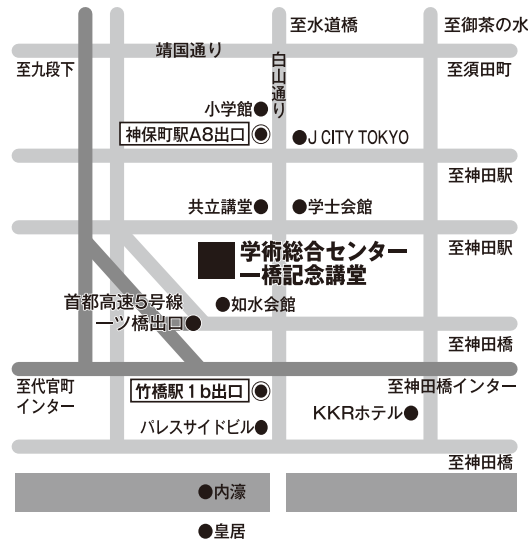 至水道橋
至御茶の水
靖国通り
至九段下
白山通り
至須田町
小学館
神保町駅A8出口
J CITY TOKYO
至神田駅
共立講堂
学士会館
学術総合センター
一橋記念講堂
至神田駅
首都高速5号線
一ツ橋出口
如水会館
至神田橋
至代官町
インター
竹橋駅1b出口
至神田橋インター
KKRホテル
パレスサイドビル
至神田橋
内濠
皇居